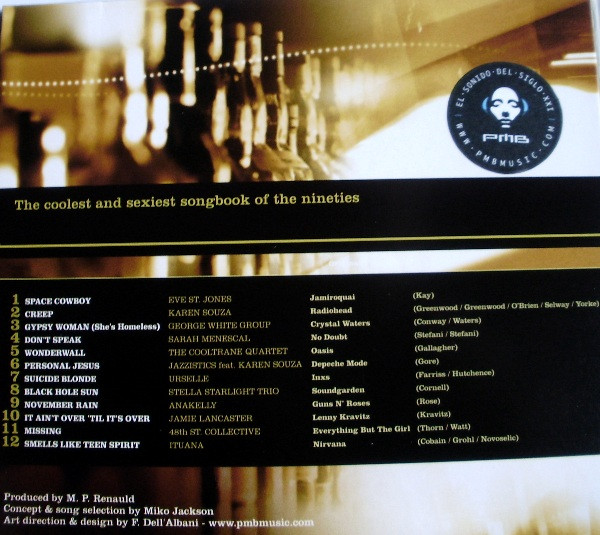 EL·SONIDO·DEL·SIGLO·XXI
PMB
WWW.PMBMUSIC.COM
The coolest and sexiest songbook of the nineties
1 SPACE COWBOY EVE ST. JONES Jamiroquai (Kay)
2 CREEP KAREN SOUZA Radiohead (Greenwood / Greenwood / O'Brien / Selway / Yorke)
3 GYPSY WOMAN (She's Homeless) GEORGE WHITE GROUP Crystal Waters (Conway / Waters)
4 DON'T SPEAK SARAH MENESCAL No Doubt (Stefani / Stefani)
5 WONDERWALL THE COOLTRANE QUARTET Oasis (Gallagher)
6 PERSONAL JESUS JAZZISTICS feat. KAREN SOUZA Depeche Mode (Gore)
7 SUICIDE BLONDE URSELLE Inxs (Farriss / Hutchence)
8 BLACK HOLE SUN STELLA STARLIGHT TRIO Soundgarden (Cornell)
9 NOVEMBER RAIN ANAKELLY Guns N' Roses (Rose)
10 IT AIN'T OVER 'TIL IT'S OVER JAMIE LANCASTER Lenny Kravitz (Kravitz)
11 MISSING 48th ST. COLLECTIVE Everything But The Girl (Thorn / Watt)
12 SMELLS LIKE TEEN SPIRIT ITUANA Nirvana (Cobain / Grohl / Novoselic)
Produced by M. P. Renauld
Concept & song selection by Miko Jackson
Art direction & design by F. Dell'Albani - www.pmbmusic.com